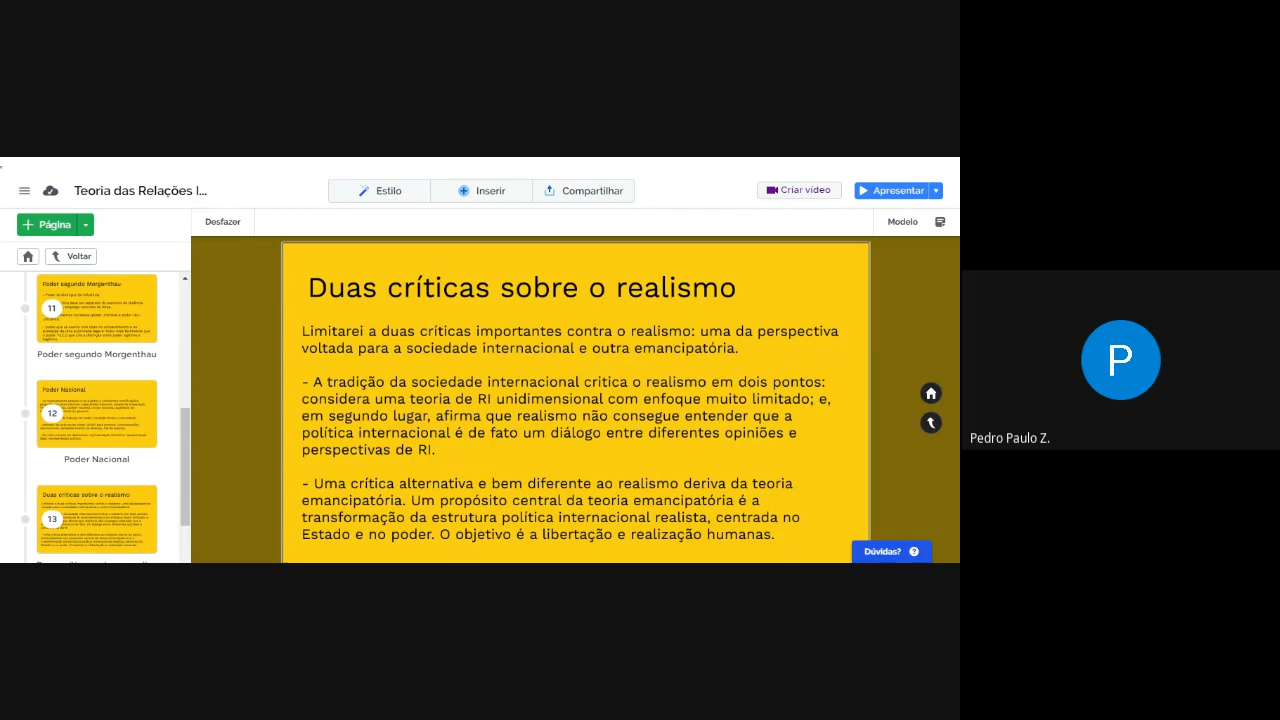 Teoria das Relações I...
Estilo
Inserir
Compartilhar
Criar vídeo
Apresentar
Página
Desfazer
Modelo
Voltar
Poder segundo Morgenthau
11
Poder segundo Morgenthau
Poder Nacional
12
Poder Nacional
Duas críticas sobre o realismo
13
Duas críticas sobre o realismo
Limitarei a duas críticas importantes contra o realismo: uma da perspectiva
voltada para a sociedade internacional e outra emancipatória.
- A tradição da sociedade internacional critica o realismo em dois pontos:
considera uma teoria de RI unidimensional com enfoque muito limitado; e,
em segundo lugar, afirma que realismo não consegue entender que a
política internacional é de fato um diálogo entre diferentes opiniões e
perspectivas de RI.
- Uma crítica alternativa e bem diferente ao realismo deriva da teoria
emancipatória. Um propósito central da teoria emancipatória é a
transformação da estrutura política internacional realista, centrada no
Estado e no poder. O objetivo é a libertação e realização humanas.
Dúvidas?
P
Pedro Paulo Z.